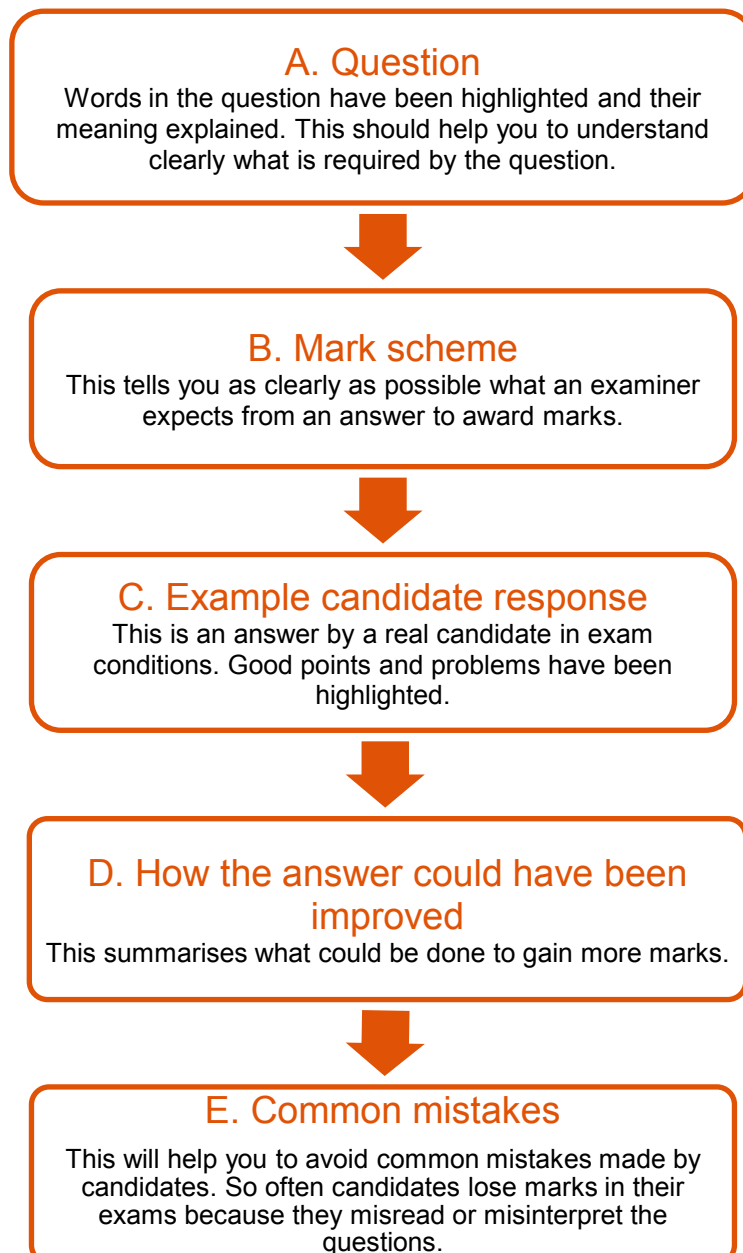 A. Question
Words in the question have been highlighted and their
meaning explained. This should help you to understand
clearly what is required by the question.
B. Mark scheme
This tells you as clearly as possible what an examiner
expects from an answer to award marks.
C. Example candidate response
This is an answer by a real candidate in exam
conditions. Good points and problems have been
highlighted.
D. How the answer could have been
improved
This summarises what could be done to gain more marks.
E. Common mistakes
This will help you to avoid common mistakes made by
candidates. So often candidates lose marks in their
exams because they misread or misinterpret the
questions.